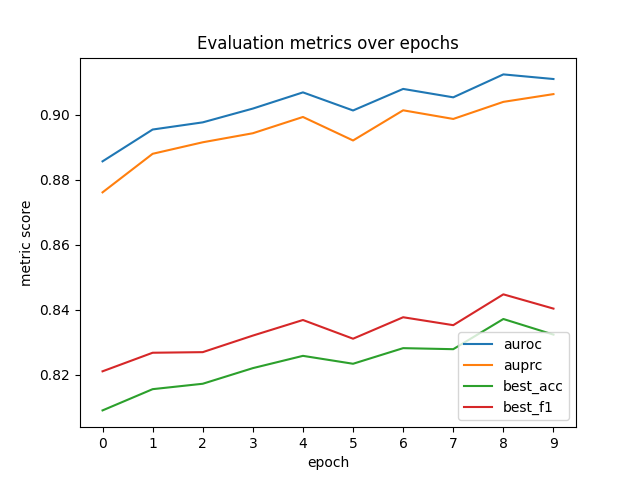 Evaluation metrics over epochs
metric score
0.90
0.88
0.86
0.84
0.82
auroc
auprc
best_acc
best_f1
0 1 2 3 4 5 6 7 8 9
epoch